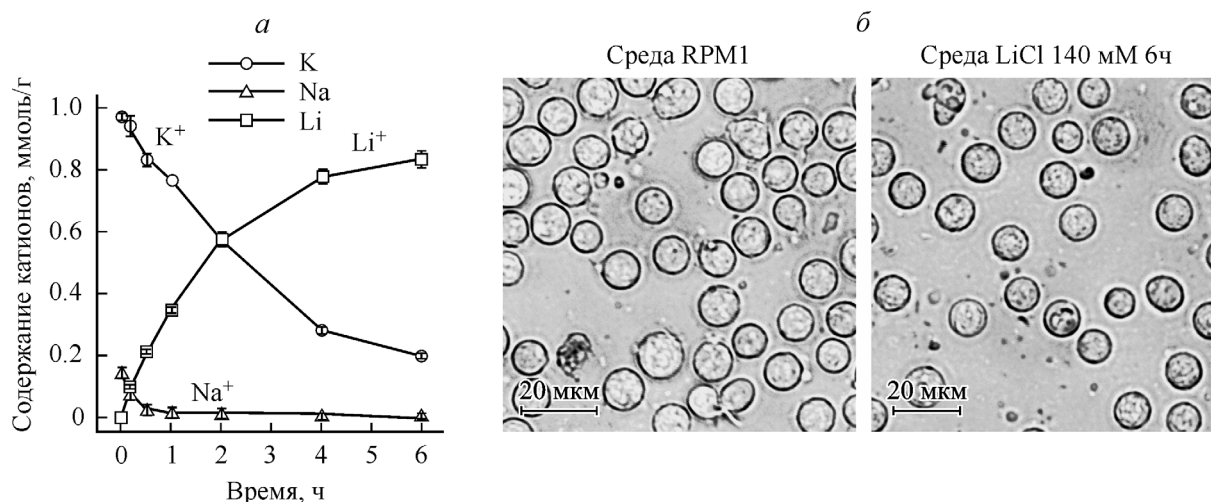 а
K
Na
Li
Содержание катионов, ммоль/г
1.0
0.8
0.6
0.4
0.2
0
K+
Li+
Na+
0 1 2 3 4 5 6
Время, ч
б
Среда RPM1
Среда LiCl 140 мМ 6ч
20 мкм
20 мкм